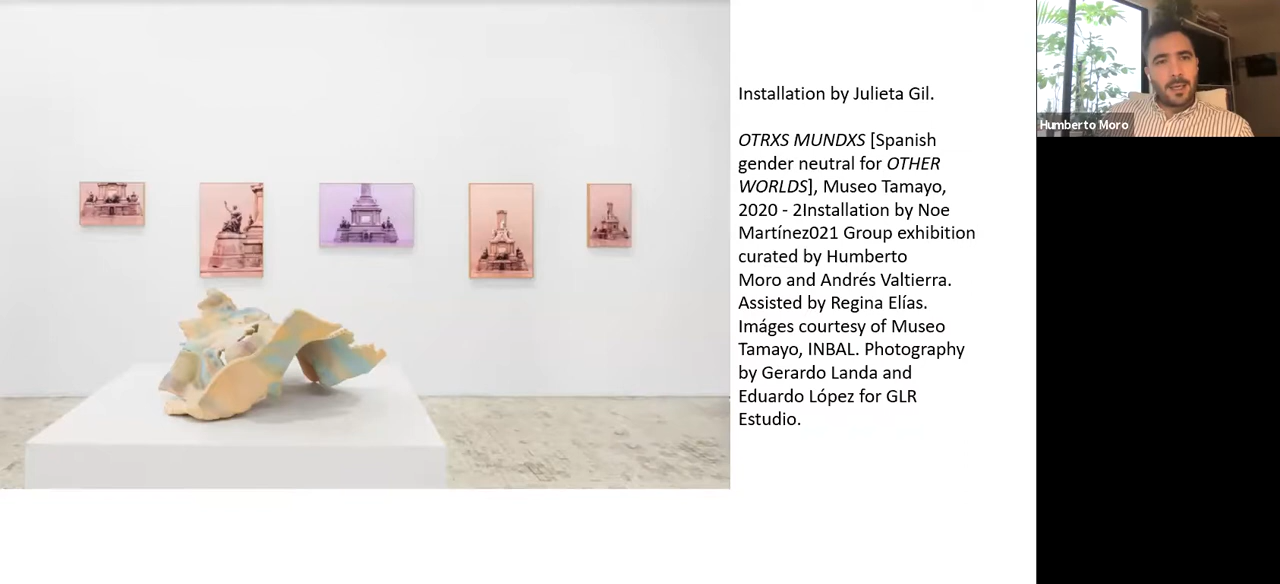 Installation by Julieta Gil.
OTRXS MUNDXS [Spanish
gender neutral for OTHER
WORLDS], Museo Tamayo,
2020 - 2Installation by Noe
Martínez021 Group exhibition
curated by Humberto
Moro and Andrés Valtierra.
Assisted by Regina Elías.
Imáges courtesy of Museo
Tamayo, INBAL. Photography
by Gerardo Landa and
Eduardo López for GLR
Estudio.
Humberto Moro